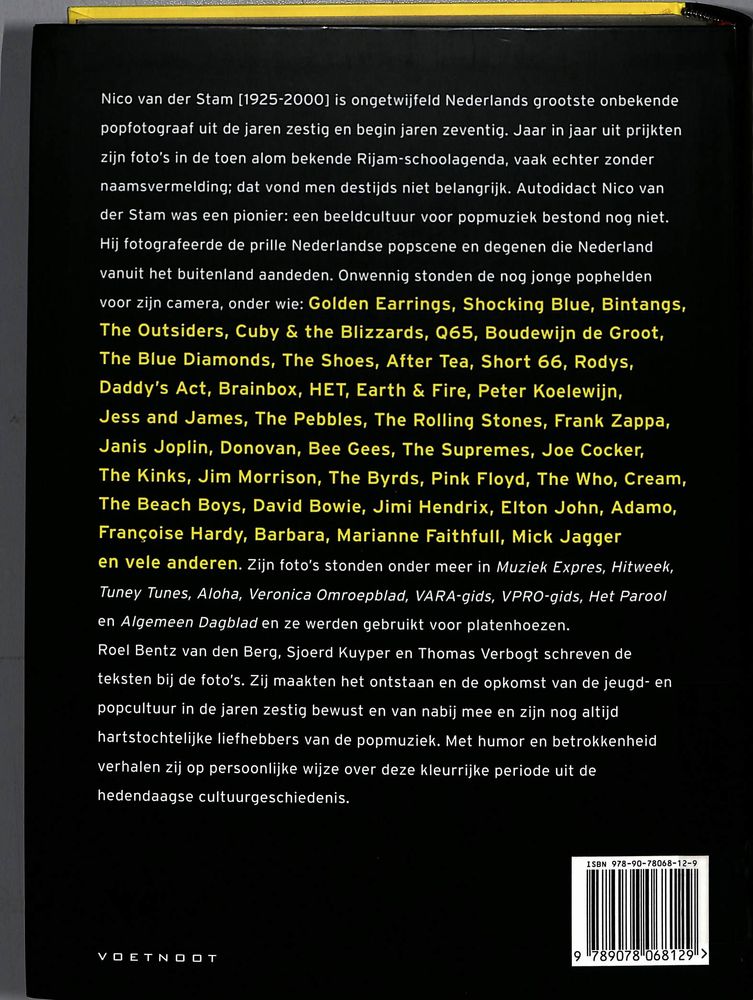 Nico van der Stam [1925-2000] is ongetwijfeld Nederlands grootste onbekende
popfotograaf uit de jaren zestig en begin jaren zeventig. Jaar in jaar uit prijkten
zijn foto's in de toen alom bekende Rijam-schoolagenda, vaak echter zonder
naamsvermelding; dat vond men destijds niet belangrijk. Autodidact Nico van
der Stam was een pionier: een beeldcultuur voor popmuziek bestond nog niet.
Hij fotografeerde de prille Nederlandse popscene en degenen die Nederland
vanuit het buitenland aandeden. Onwennig stonden de nog jonge pophelden
voor zijn camera, onder wie: Golden Earrings, Shocking Blue, Bintangs,
The Outsiders, Cuby & the Blizzards, Q65, Boudewijn de Groot,
The Blue Diamonds, The Shoes, After Tea, Short 66, Rodys,
Daddy's Act, Brainbox, HET, Earth & Fire, Peter Koelewijn,
Jess and James, The Pebbles, The Rolling Stones, Frank Zappa,
Janis Joplin, Donovan, Bee Gees, The Supremes, Joe Cocker,
The Kinks, Jim Morrison, The Byrds, Pink Floyd, The Who, Cream,
The Beach Boys, David Bowie, Jimi Hendrix, Elton John, Adamo,
Françoise Hardy, Barbara, Marianne Faithfull, Mick Jagger
en vele anderen. Zijn foto's stonden onder meer in Muziek Expres, Hitweek,
Tuney Tunes, Aloha, Veronica Omroepblad, VARA-gids, VPRO-gids, Het Parool
en Algemeen Dagblad en ze werden gebruikt voor platenhoezen.
Roel Bentz van den Berg, Sjoerd Kuyper en Thomas Verbogt schreven de
teksten bij de foto's. Zij maakten het ontstaan en de opkomst van de jeugd- en
popcultuur in de jaren zestig bewust en van nabij mee en zijn nog altijd
hartstochtelijke liefhebbers van de popmuziek. Met humor en betrokkenheid
verhalen zij op persoonlijke wijze over deze kleurrijke periode uit de
hedendaagse cultuurgeschiedenis.
ISBN 978-90-78068-12-9
9 789078 068129 >
VOETNOOT